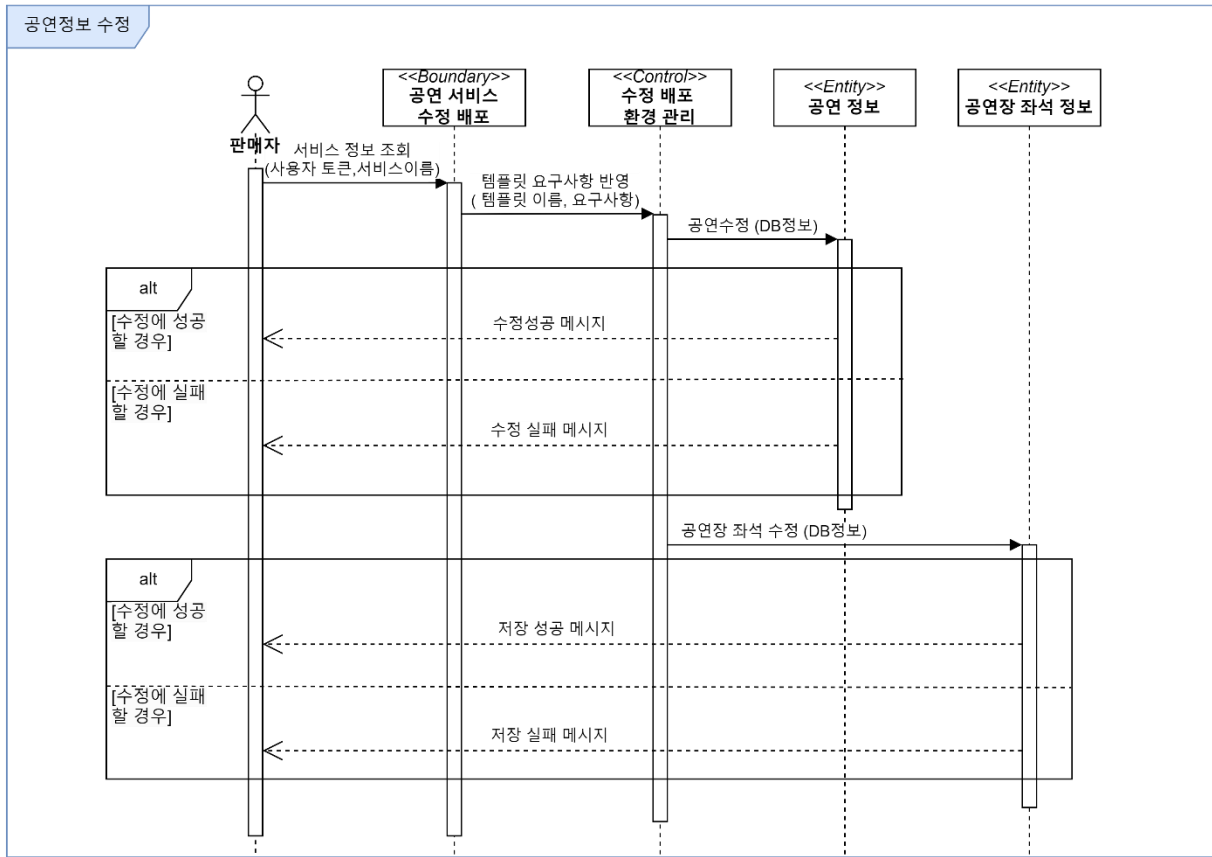 공연정보 수정
<<Boundary>>
공연 서비스
수정 배포
<<Control>>
수정 배포
환경 관리
<<Entity>>
공연 정보
<<Entity>>
공연장 좌석 정보
판매자
서비스 정보 조회
(사용자 토큰,서비스이름)
템플릿 요구사항 반영
( 템플릿 이름, 요구사항)
공연수정 (DB정보)
alt
[수정에 성공
할 경우]
수정성공 메시지
[수정에 실패
할 경우]
수정 실패 메시지
공연장 좌석 수정 (DB정보)
alt
[수정에 성공
할 경우]
저장 성공 메시지
[수정에 실패
할 경우]
저장 실패 메시지